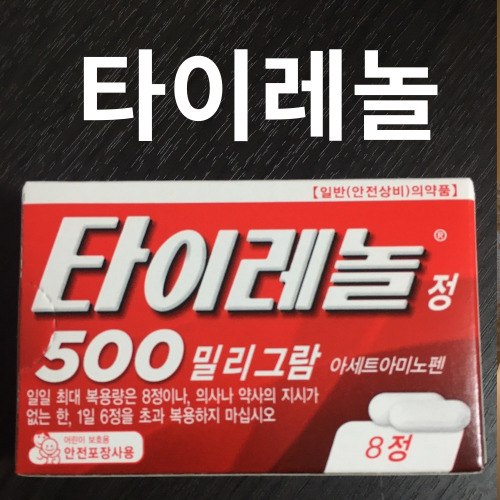 타이레놀
【일반(안전상비)의약품】
타이레놀® 정
500 밀리그람 아세트아미노펜
일일 최대 복용량은 8정이나, 의사나 약사의 지시가
없는 한, 1일 6정을 초과 복용하지 마십시오
어린이 보호용
안전포장사용
8정